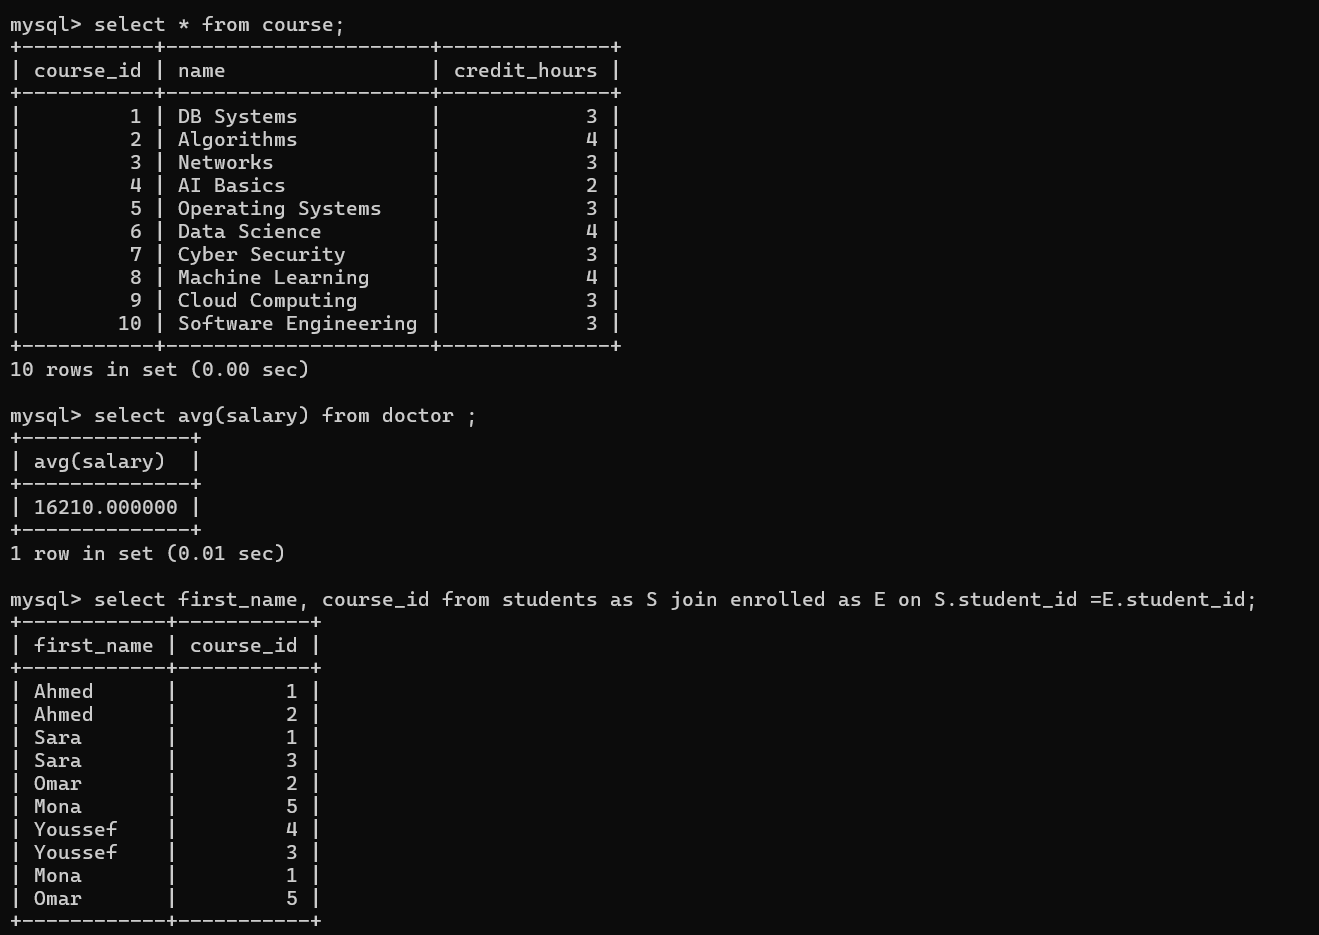 mysql> select * from course;
+-----------+----------------------+--------------+
| course_id | name                 | credit_hours |
+-----------+----------------------+--------------+
|         1 | DB Systems           |            3 |
|         2 | Algorithms           |            4 |
|         3 | Networks             |            3 |
|         4 | AI Basics            |            2 |
|         5 | Operating Systems    |            3 |
|         6 | Data Science         |            4 |
|         7 | Cyber Security       |            3 |
|         8 | Machine Learning     |            4 |
|         9 | Cloud Computing      |            3 |
|        10 | Software Engineering |            3 |
+-----------+----------------------+--------------+
10 rows in set (0.00 sec)

mysql> select avg(salary) from doctor ;
+--------------+
| avg(salary)  |
+--------------+
| 16210.000000 |
+--------------+
1 row in set (0.01 sec)

mysql> select first_name, course_id from students as S join enrolled as E on S.student_id =E.student_id;
+------------+-----------+
| first_name | course_id |
+------------+-----------+
| Ahmed      |         1 |
| Ahmed      |         2 |
| Sara       |         1 |
| Sara       |         3 |
| Omar       |         2 |
| Mona       |         5 |
| Youssef    |         4 |
| Youssef    |         3 |
| Mona       |         1 |
| Omar       |         5 |
+------------+-----------+